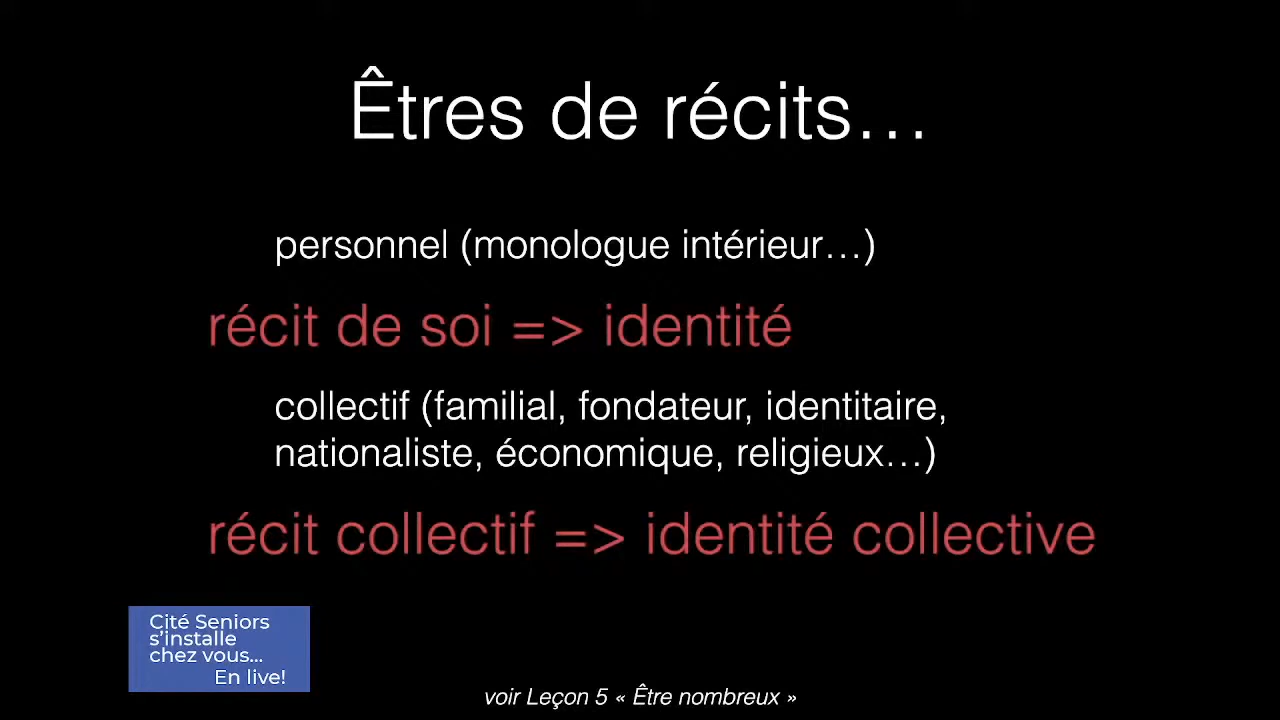 Êtres de récits…
personnel (monologue intérieur…)
récit de soi => identité
collectif (familial, fondateur, identitaire,
nationaliste, économique, religieux…)
récit collectif => identité collective
Cité Seniors
s'installe
chez vous...
En live!
voir Leçon 5 « Être nombreux »